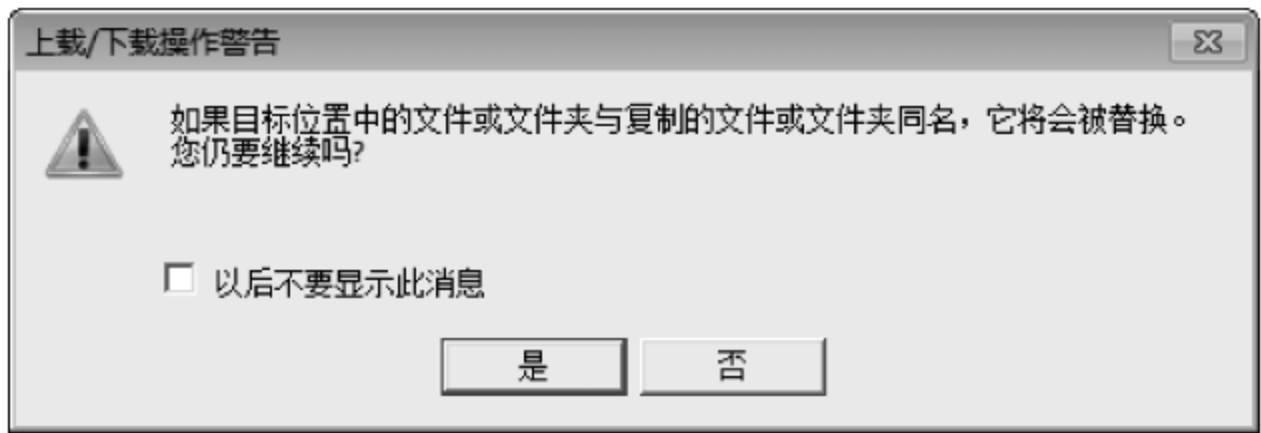 上载/下载操作警告
如果目标位置中的文件或文件夹与复制的文件或文件夹同名，它将会被替换。
您仍要继续吗?
以后不要显示此消息
是
否